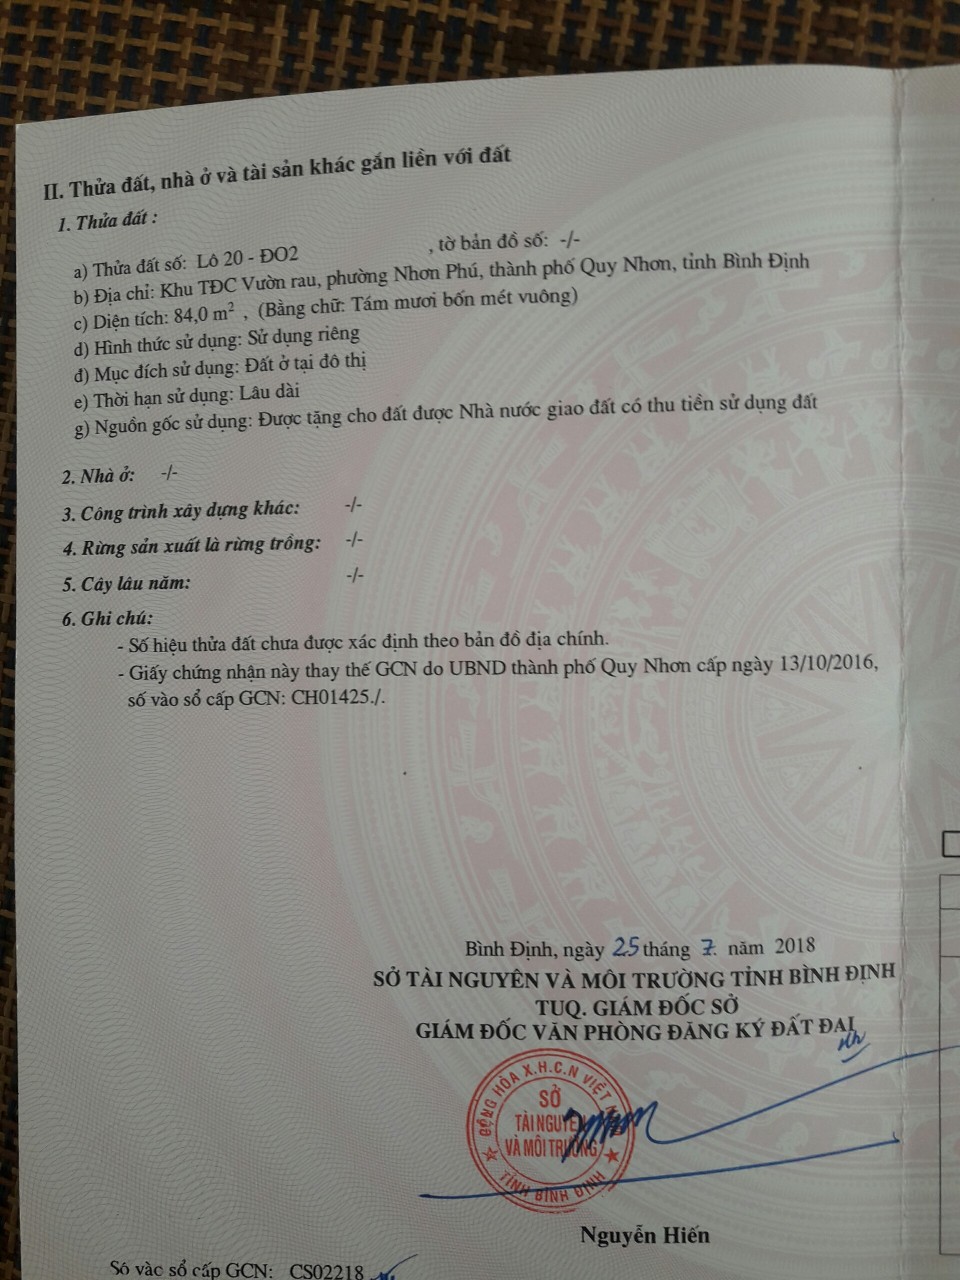 II. Thửa đất, nhà ở và tài sản khác gắn liền với đất
1. Thửa đất :
a) Thửa đất số: Lô 20 - ĐO2 , tờ bản đồ số: -/-
b) Địa chỉ: Khu TĐC Vườn rau, phường Nhơn Phú, thành phố Quy Nhơn, tỉnh Bình Định
c) Diện tích: 84,0 m² , (Bằng chữ: Tám mươi bốn mét vuông)
d) Hình thức sử dụng: Sử dụng riêng
đ) Mục đích sử dụng: Đất ở tại đô thị
e) Thời hạn sử dụng: Lâu dài
g) Nguồn gốc sử dụng: Được tặng cho đất được Nhà nước giao đất có thu tiền sử dụng đất
2. Nhà ở: -/-
3. Công trình xây dựng khác: -/-
4. Rừng sản xuất là rừng trồng: -/-
5. Cây lâu năm: -/-
6. Ghi chú:
- Số hiệu thửa đất chưa được xác định theo bản đồ địa chính.
- Giấy chứng nhận này thay thế GCN do UBND thành phố Quy Nhơn cấp ngày 13/10/2016,
số vào sổ cấp GCN: CH01425./.
Bình Định, ngày 25 tháng 7. năm 2018
SỞ TÀI NGUYÊN VÀ MÔI TRƯỜNG TỈNH BÌNH ĐỊNH
TUQ. GIÁM ĐỐC SỞ
GIÁM ĐỐC VĂN PHÒNG ĐĂNG KÝ ĐẤT ĐAI
CỘNG HÒA X.H.C.N VIỆT NAM
SỞ
TÀI NGUYÊN
VÀ MÔI TRƯỜNG
TỈNH BÌNH ĐỊNH
Nguyễn Hiến
Số vào sổ cấp GCN: CS02218